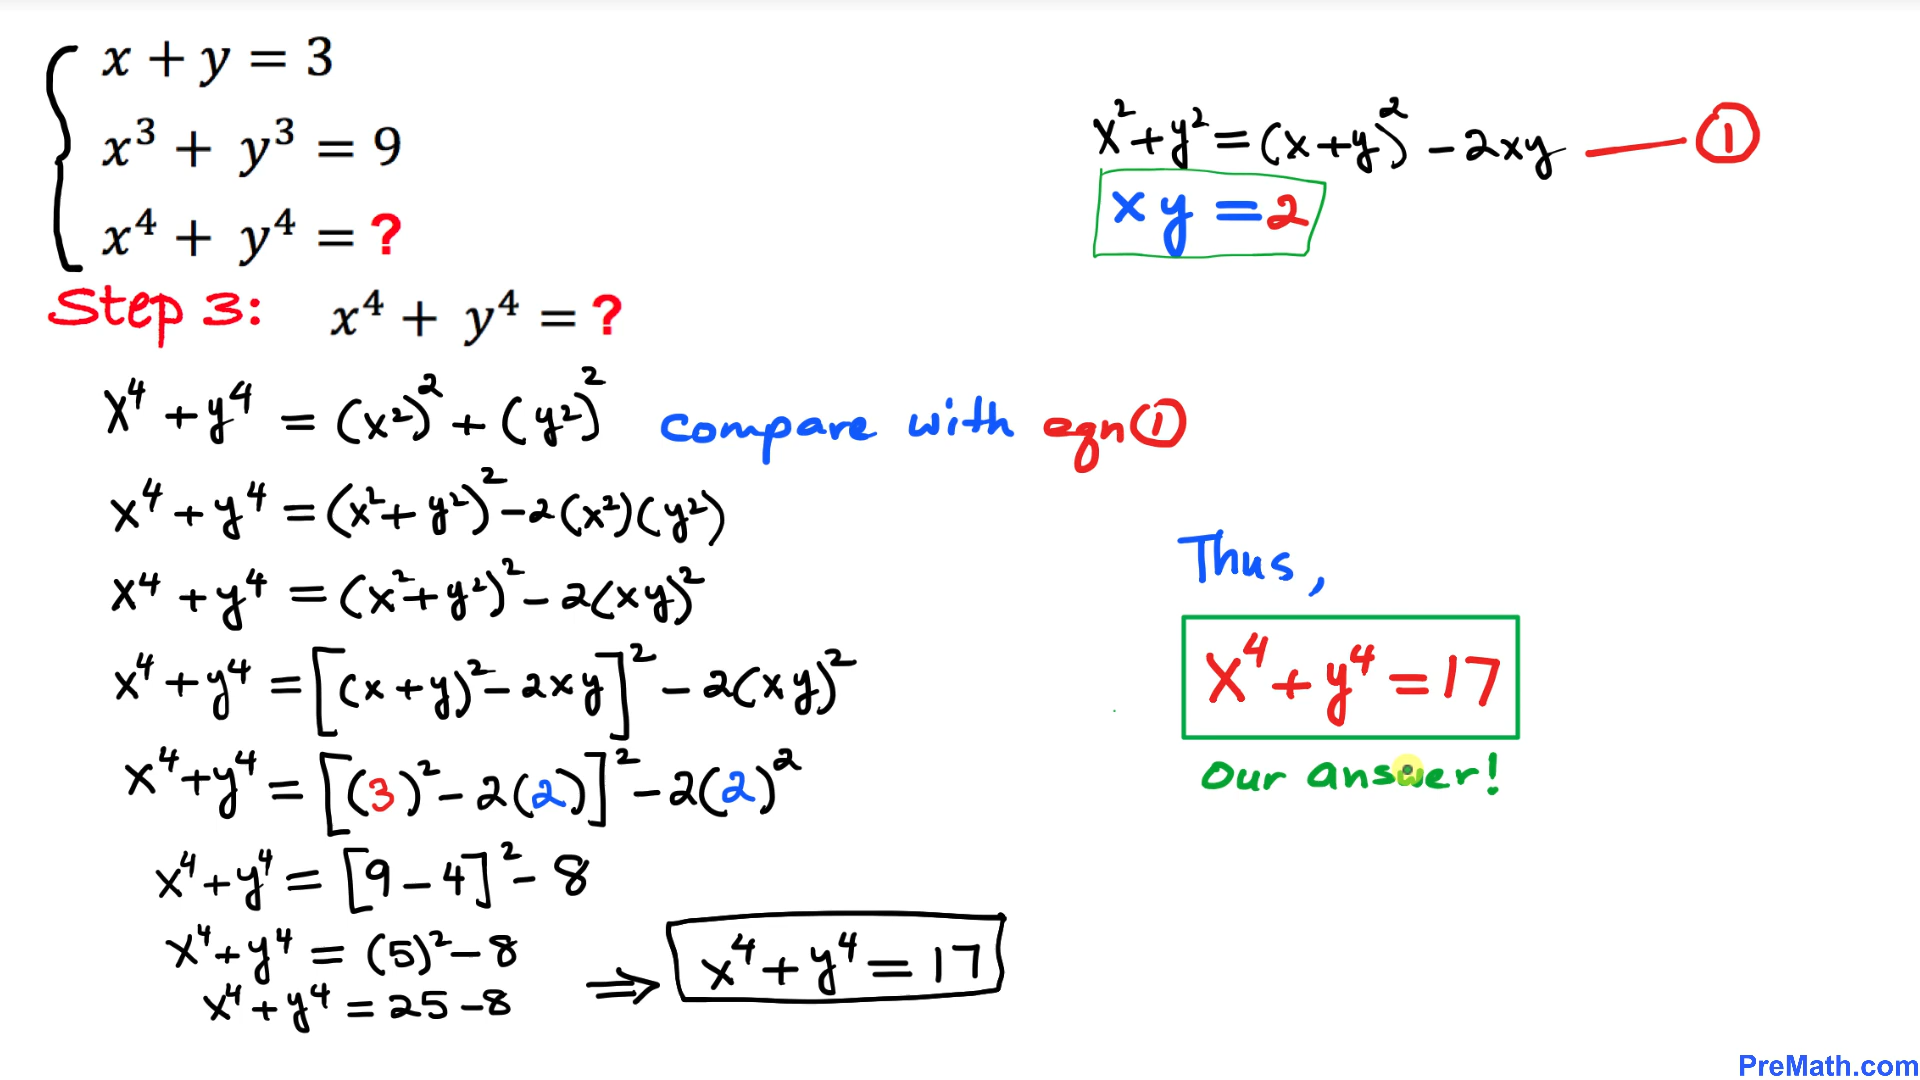 x + y = 3
x³ + y³ = 9
x⁴ + y⁴ = ?
x²+y² = (x+y)² - 2xy — ①
xy = 2
Step 3: x⁴ + y⁴ = ?
x⁴ + y⁴ = (x²)² + (y²)² compare with eqn ①
x⁴ + y⁴ = (x²+ y²)² - 2(x²)(y²)
x⁴ + y⁴ = (x²+ y²)² - 2(xy)²
x⁴ + y⁴ = [(x+y)² - 2xy]² - 2(xy)²
x⁴ + y⁴ = [(3)² - 2(2)]² - 2(2)²
x⁴ + y⁴ = [9 - 4]² - 8
x⁴ + y⁴ = (5)² - 8
x⁴ + y⁴ = 25 - 8
⇒ x⁴ + y⁴ = 17
Thus,
x⁴ + y⁴ = 17
our answer!
PreMath.com